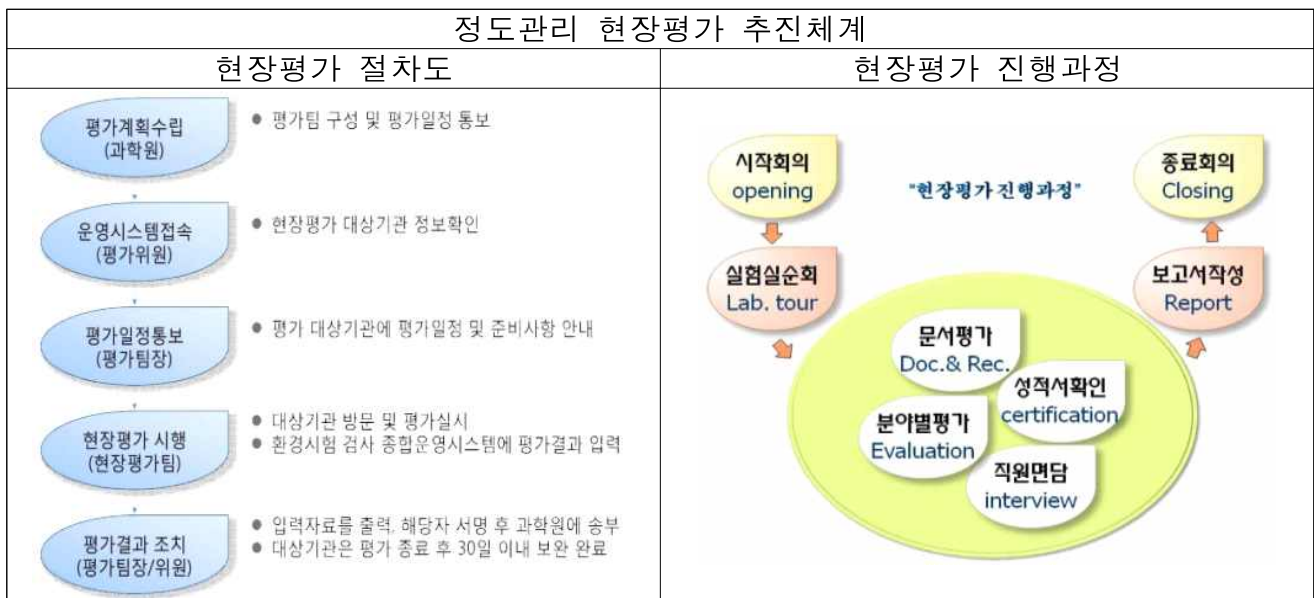 정도관리 현장평가 추진체계
현장평가 절차도
현장평가 진행과정
평가계획수립
(과학원)
● 평가팀 구성 및 평가일정 통보
운영시스템접속
(평가위원)
● 현장평가 대상기관 정보확인
평가일정통보
(평가팀장)
● 평가 대상기관에 평가일정 및 준비사항 안내
현장평가 시행
(현장평가팀)
● 대상기관 방문 및 평가실시
● 환경시험 검사 종합운영시스템에 평가결과 입력
평가결과 조치
(평가팀장/위원)
● 입력자료를 출력, 해당자 서명 후 과학원에 송부
● 대상기관은 평가 종료 후 30일 이내 보완 완료
"현장평가 진행과정"
시작회의
opening
실험실순회
Lab. tour
문서평가
Doc.& Rec.
성적서확인
certification
분야별평가
Evaluation
직원면담
interview
보고서작성
Report
종료회의
Closing